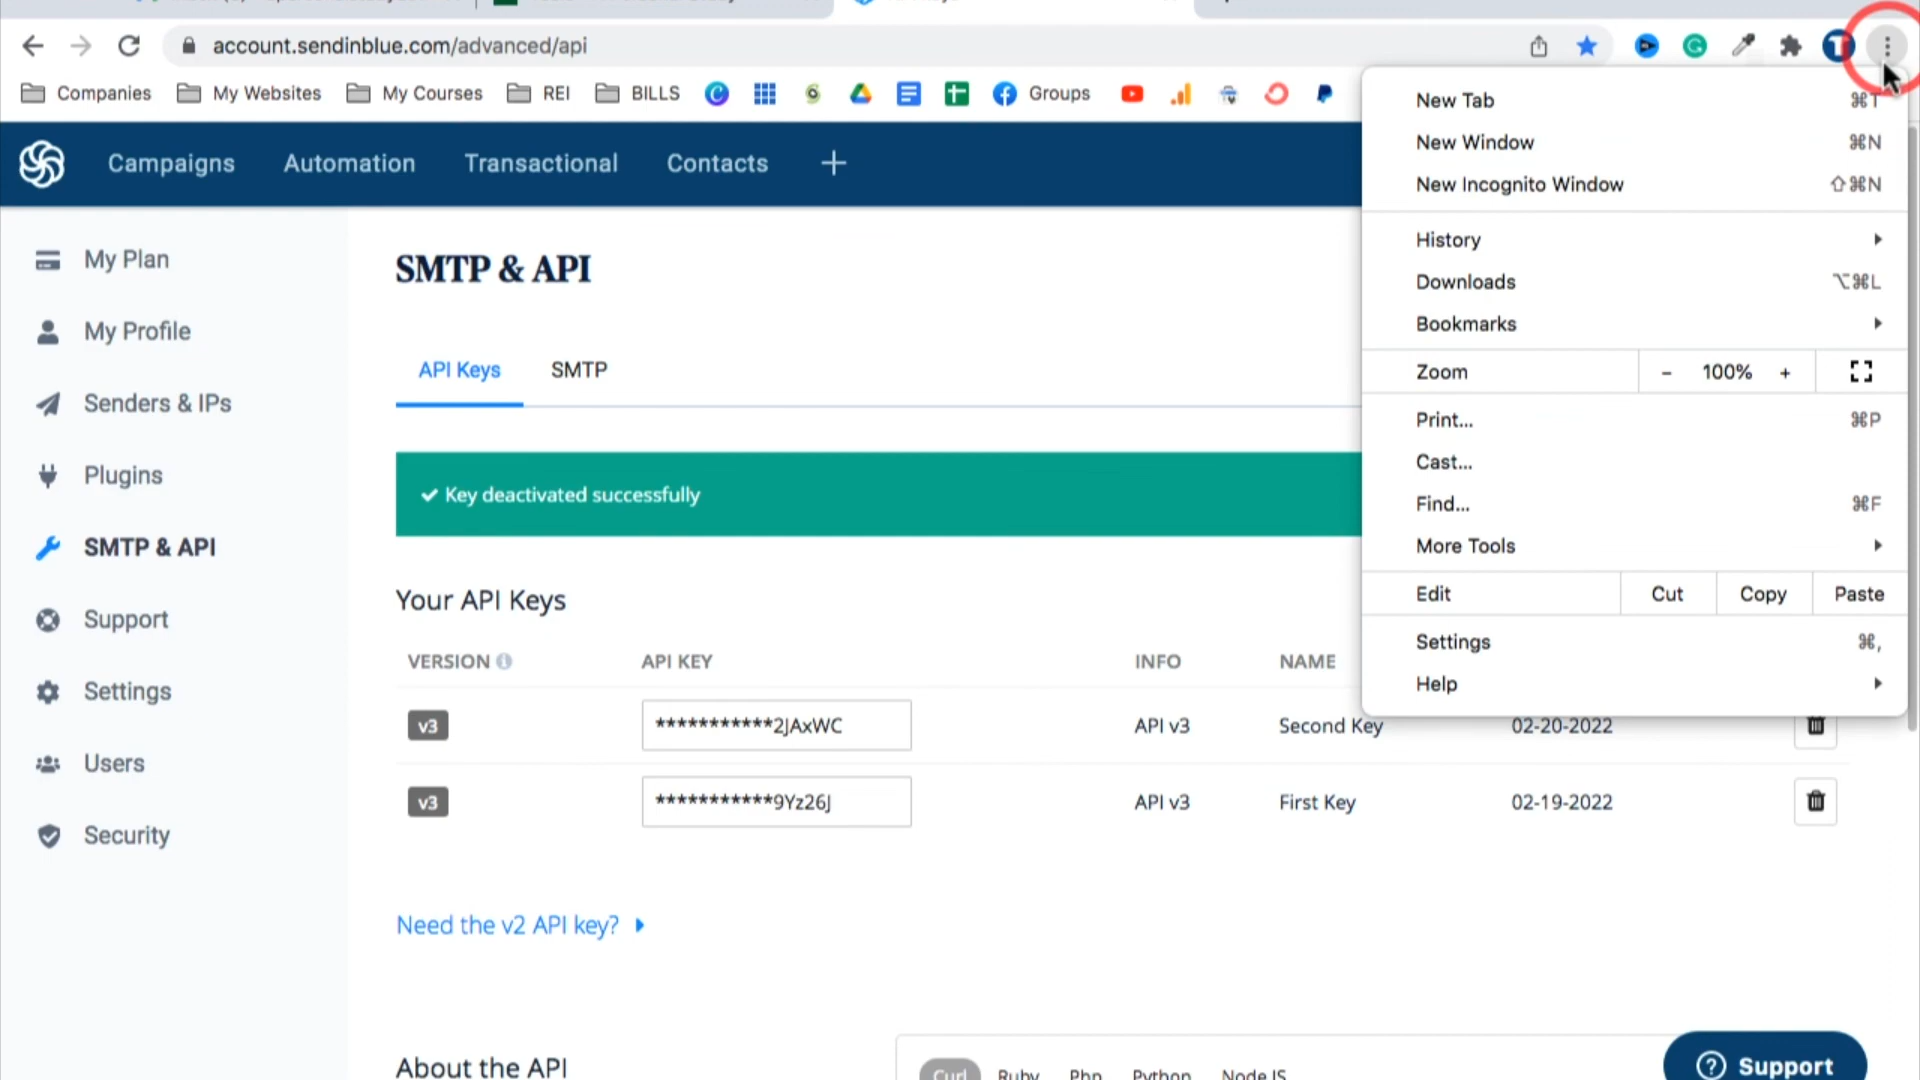 account.sendinblue.com/advanced/api
Companies My Websites My Courses REI BILLS Groups
New Tab ⌘T
New Window ⌘N
New Incognito Window ⇧⌘N
History
Downloads ⌥⌘L
Bookmarks
Zoom - 100% +
Print... ⌘P
Cast...
Find... ⌘F
More Tools
Edit Cut Copy Paste
Settings ⌘,
Help
Campaigns Automation Transactional Contacts +
My Plan
My Profile
Senders & IPs
Plugins
SMTP & API
Support
Settings
Users
Security
SMTP & API
API Keys SMTP
Key deactivated successfully
Your API Keys
VERSION API KEY INFO NAME
v3 ***********2JAxWC API v3 Second Key 02-20-2022
v3 ***********9Yz26J API v3 First Key 02-19-2022
Need the v2 API key?
About the API
Curl Ruby Php Python NodeJS
Support